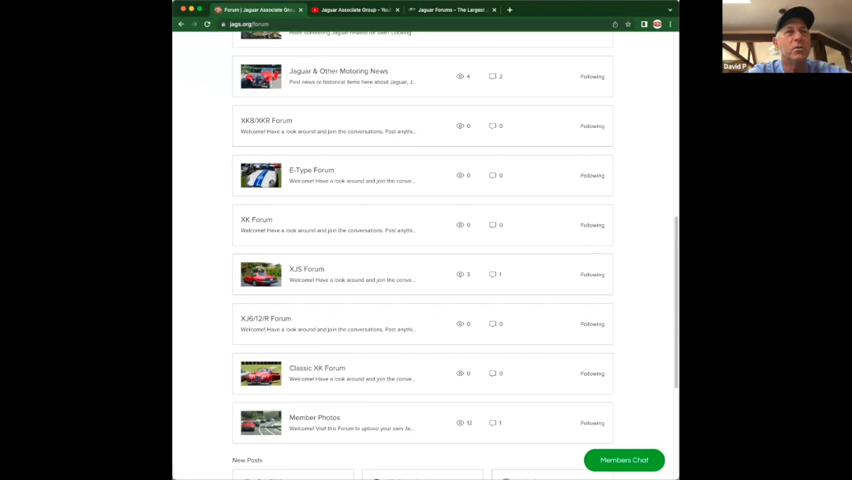 Forum | Jaguar Associate Group
Jaguar Associate Group - You
Jaguar Forums - The Largest
jags.org/forum
Jaguar & Other Motoring News
Post news or historical items here about Jaguar, J...
4
2
Following
XK8/XKR Forum
Welcome! Have a look around and join the conversations. Post anythi...
0
0
Following
E-Type Forum
Welcome! Have a look around and join the conve...
0
0
Following
XK Forum
Welcome! Have a look around and join the conversations. Post anythi...
0
0
Following
XJS Forum
Welcome! Have a look around and join the conve...
3
1
Following
XJ6/12/R Forum
Welcome! Have a look around and join the conversations. Post anythi...
0
0
Following
Classic XK Forum
Welcome! Have a look around and join the conve...
0
0
Following
Member Photos
Welcome! Visit this Forum to upload your own Ja...
12
1
Following
New Posts
Members Chat
David P